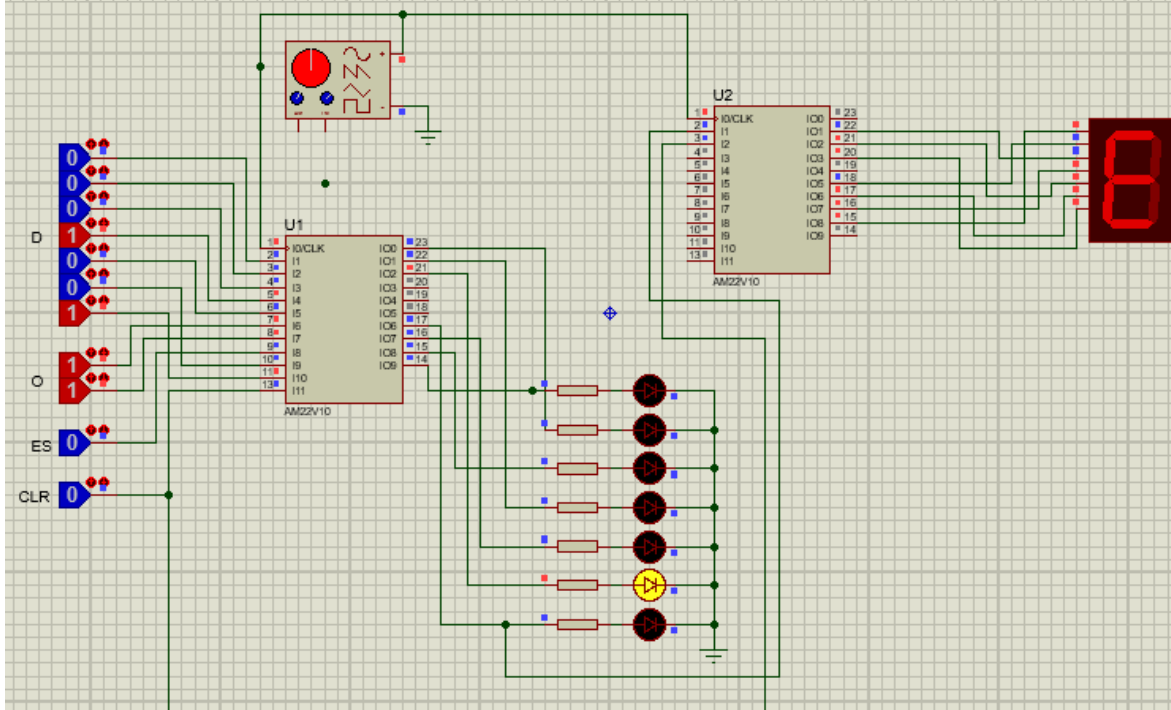 U2
1 I0/CLK IO0 23
2 I1 IO1 22
3 I2 IO2 21
4 I3 IO3 20
5 I4 IO4 19
6 I5 IO5 18
7 I6 IO6 17
8 I7 IO7 16
9 I8 IO8 15
10 I9 IO9 14
11 I10
13 I11
AM22V10
E
0
0
0
D 1
0
0
1
O 1
1
ES 0
CLR 0
U1
1 I0/CLK IO0 23
2 I1 IO1 22
3 I2 IO2 21
4 I3 IO3 20
5 I4 IO4 19
6 I5 IO5 18
7 I6 IO6 17
8 I7 IO7 16
9 I8 IO8 15
10 I9 IO9 14
11 I10
13 I11
AM22V10